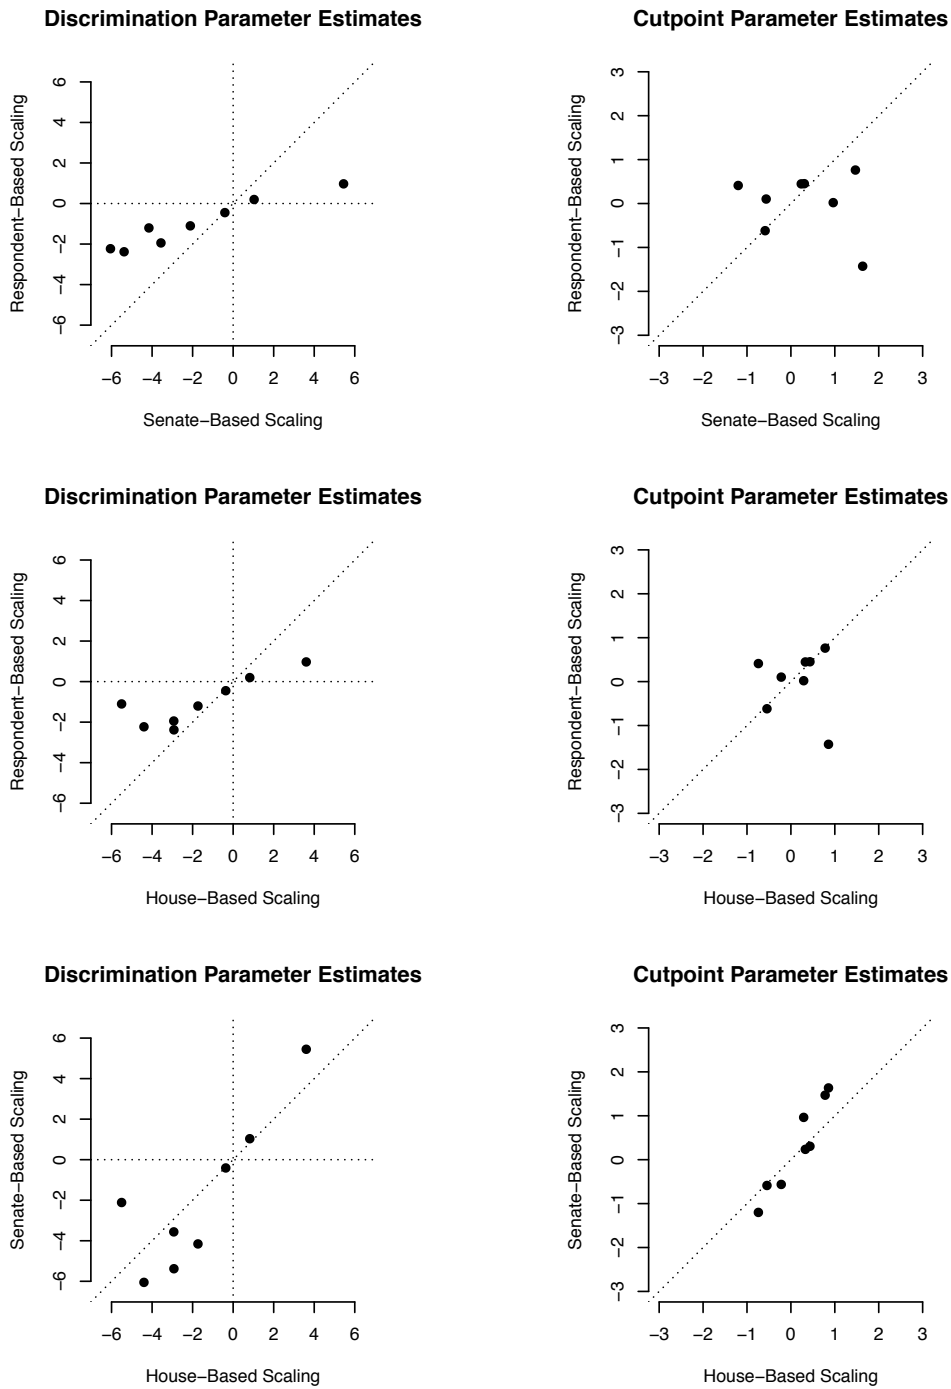 Discrimination Parameter Estimates
Cutpoint Parameter Estimates
Respondent−Based Scaling
6
4
2
0
−2
−4
−6
−6 −4 −2 0 2 4 6
Senate−Based Scaling
Respondent−Based Scaling
3
2
1
0
−1
−2
−3
−3 −2 −1 0 1 2 3
Senate−Based Scaling
Discrimination Parameter Estimates
Cutpoint Parameter Estimates
Respondent−Based Scaling
6
4
2
0
−2
−4
−6
−6 −4 −2 0 2 4 6
House−Based Scaling
Respondent−Based Scaling
3
2
1
0
−1
−2
−3
−3 −2 −1 0 1 2 3
House−Based Scaling
Discrimination Parameter Estimates
Cutpoint Parameter Estimates
Senate−Based Scaling
6
4
2
0
−2
−4
−6
−6 −4 −2 0 2 4 6
House−Based Scaling
Senate−Based Scaling
3
2
1
0
−1
−2
−3
−3 −2 −1 0 1 2 3
House−Based Scaling